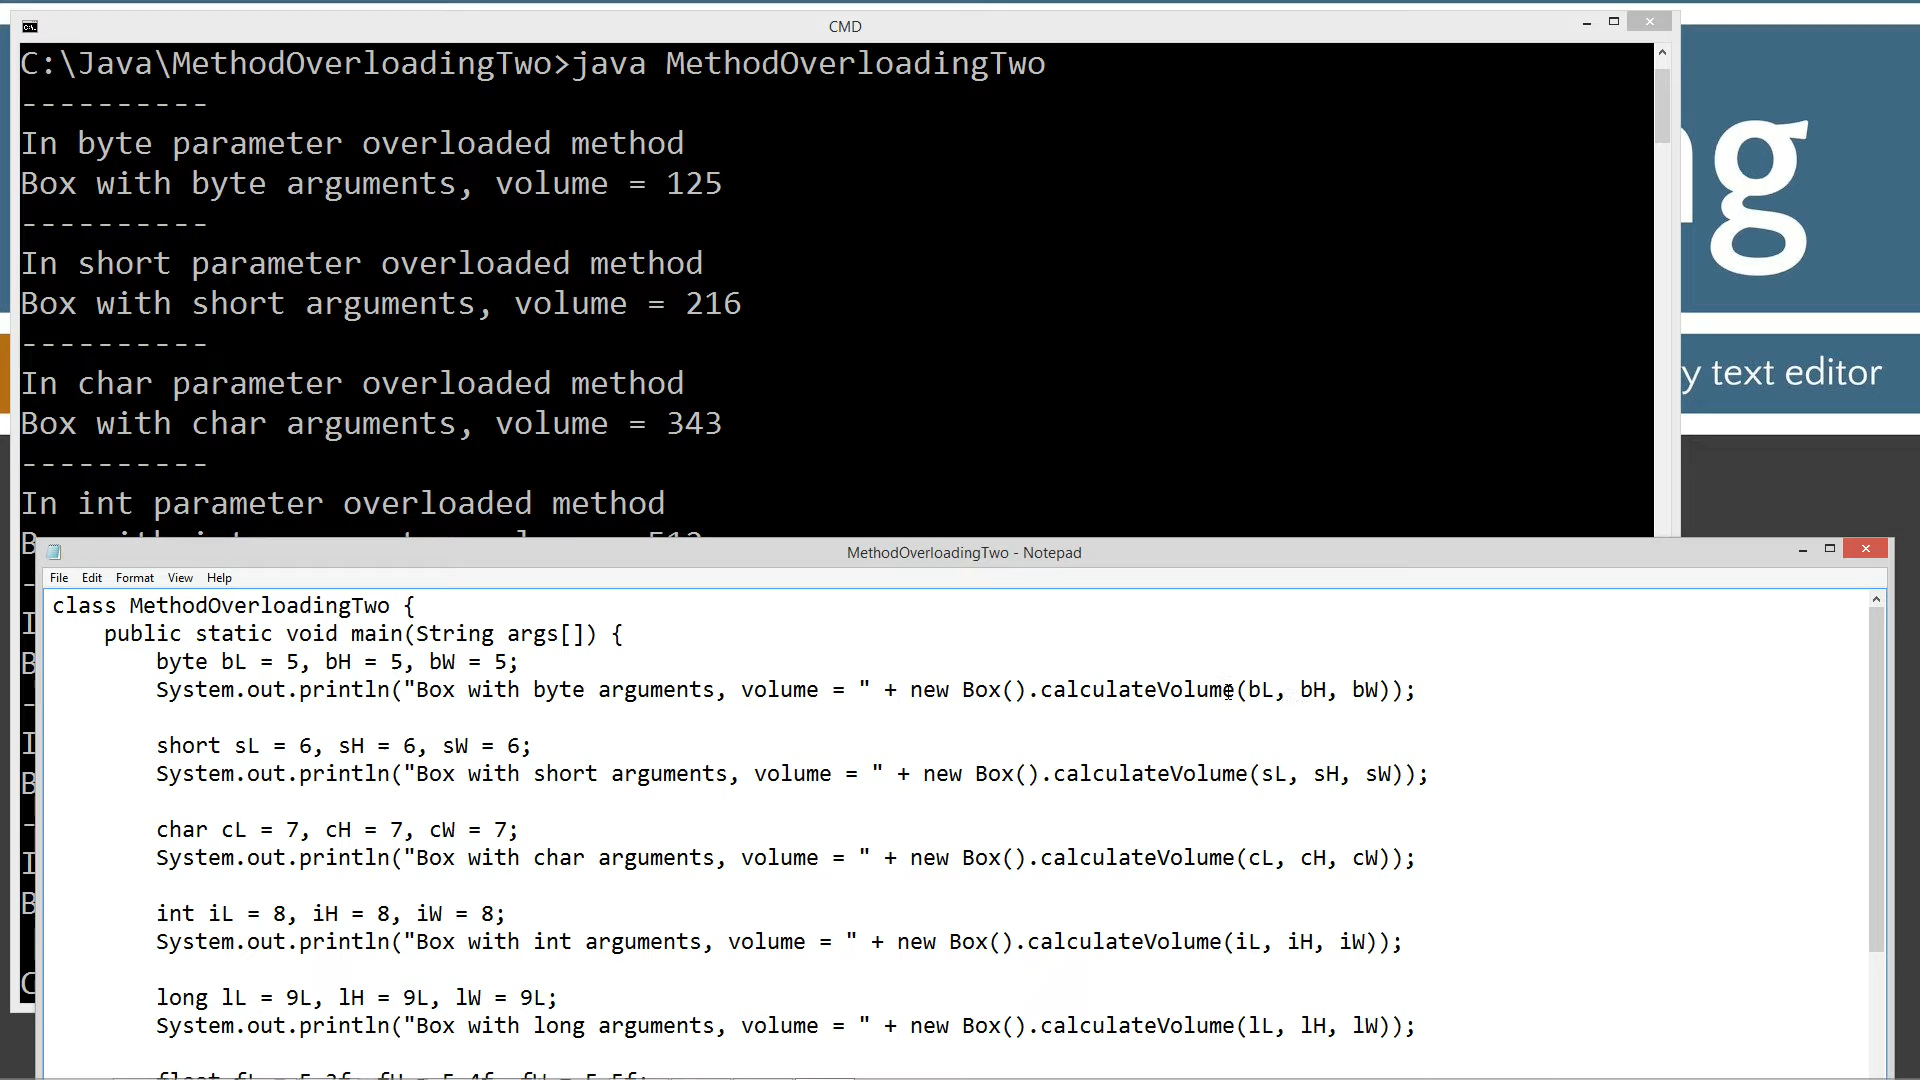 CMD
C:\Java\MethodOverloadingTwo>java MethodOverloadingTwo
----------
In byte parameter overloaded method
Box with byte arguments, volume = 125
----------
In short parameter overloaded method
Box with short arguments, volume = 216
----------
In char parameter overloaded method
Box with char arguments, volume = 343
----------
In int parameter overloaded method
g
y text editor
MethodOverloadingTwo - Notepad
File Edit Format View Help
class MethodOverloadingTwo {
public static void main(String args[]) {
byte bL = 5, bH = 5, bW = 5;
System.out.println("Box with byte arguments, volume = " + new Box().calculateVolume(bL, bH, bW));
short sL = 6, sH = 6, sW = 6;
System.out.println("Box with short arguments, volume = " + new Box().calculateVolume(sL, sH, sW));
char cL = 7, cH = 7, cW = 7;
System.out.println("Box with char arguments, volume = " + new Box().calculateVolume(cL, cH, cW));
int iL = 8, iH = 8, iW = 8;
System.out.println("Box with int arguments, volume = " + new Box().calculateVolume(iL, iH, iW));
long lL = 9L, lH = 9L, lW = 9L;
System.out.println("Box with long arguments, volume = " + new Box().calculateVolume(lL, lH, lW));